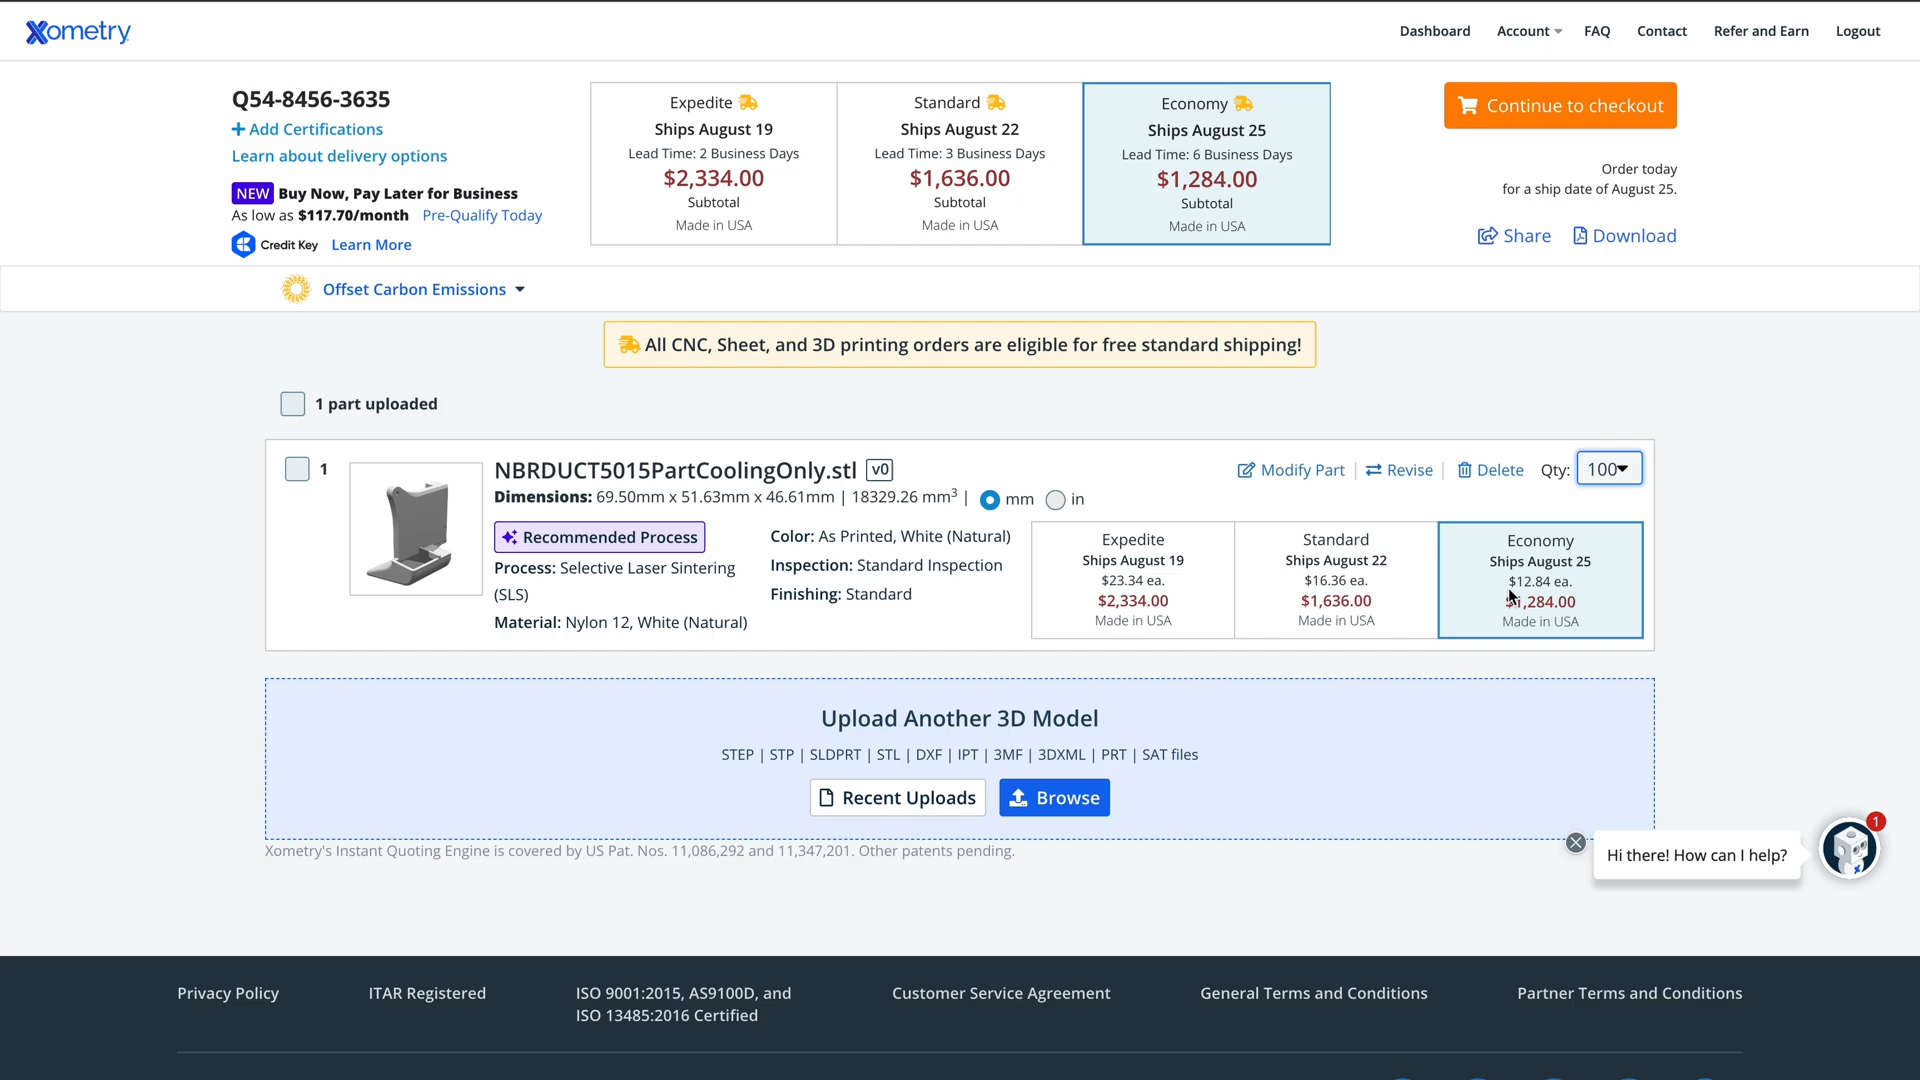 Xometry
Dashboard
Account
FAQ
Contact
Refer and Earn
Logout
Q54-8456-3635
Add Certifications
Learn about delivery options
NEW Buy Now, Pay Later for Business
As low as $117.70/month Pre-Qualify Today
Credit Key Learn More
Expedite
Ships August 19
Lead Time: 2 Business Days
$2,334.00
Subtotal
Made in USA
Standard
Ships August 22
Lead Time: 3 Business Days
$1,636.00
Subtotal
Made in USA
Economy
Ships August 25
Lead Time: 6 Business Days
$1,284.00
Subtotal
Made in USA
Continue to checkout
Order today
for a ship date of August 25.
Share
Download
Offset Carbon Emissions
All CNC, Sheet, and 3D printing orders are eligible for free standard shipping!
1 part uploaded
1
NBRDUCT5015PartCoolingOnly.stl v0
Modify Part | Revise | Delete Qty: 100
Dimensions: 69.50mm x 51.63mm x 46.61mm | 18329.26 mm³ | mm in
Recommended Process
Process: Selective Laser Sintering
(SLS)
Material: Nylon 12, White (Natural)
Color: As Printed, White (Natural)
Inspection: Standard Inspection
Finishing: Standard
Expedite
Ships August 19
$23.34 ea.
$2,334.00
Made in USA
Standard
Ships August 22
$16.36 ea.
$1,636.00
Made in USA
Economy
Ships August 25
$12.84 ea.
$1,284.00
Made in USA
Upload Another 3D Model
STEP | STP | SLDPRT | STL | DXF | IPT | 3MF | 3DXML | PRT | SAT files
Recent Uploads
Browse
Xometry's Instant Quoting Engine is covered by US Pat. Nos. 11,086,292 and 11,347,201. Other patents pending.
Hi there! How can I help?
1
Privacy Policy
ITAR Registered
ISO 9001:2015, AS9100D, and
ISO 13485:2016 Certified
Customer Service Agreement
General Terms and Conditions
Partner Terms and Conditions